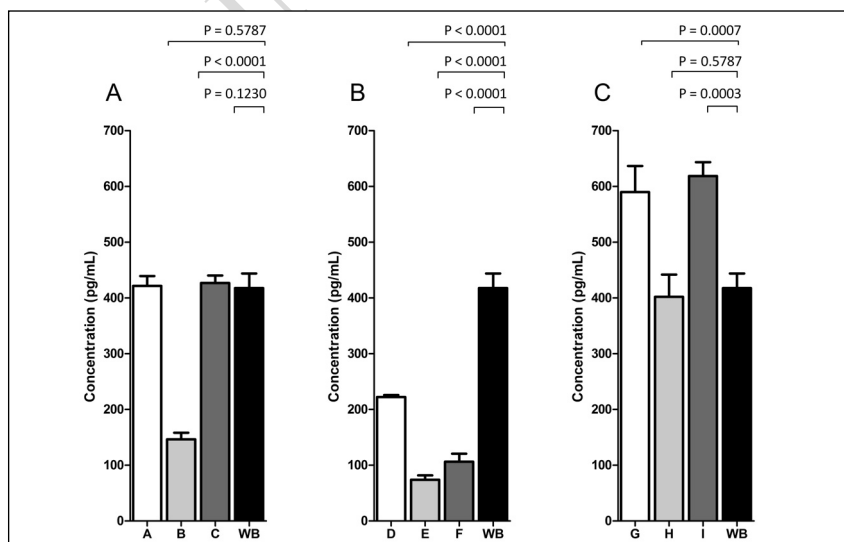 P = 0.5787
P < 0.0001
P = 0.1230
P < 0.0001
P < 0.0001
P < 0.0001
P = 0.0007
P = 0.5787
P = 0.0003
A
Concentration (pg/mL)
700
600
500
400
300
200
100
0
A B C WB
B
Concentration (pg/mL)
700
600
500
400
300
200
100
0
D E F WB
C
Concentration (pg/mL)
700
600
500
400
300
200
100
0
G H I WB